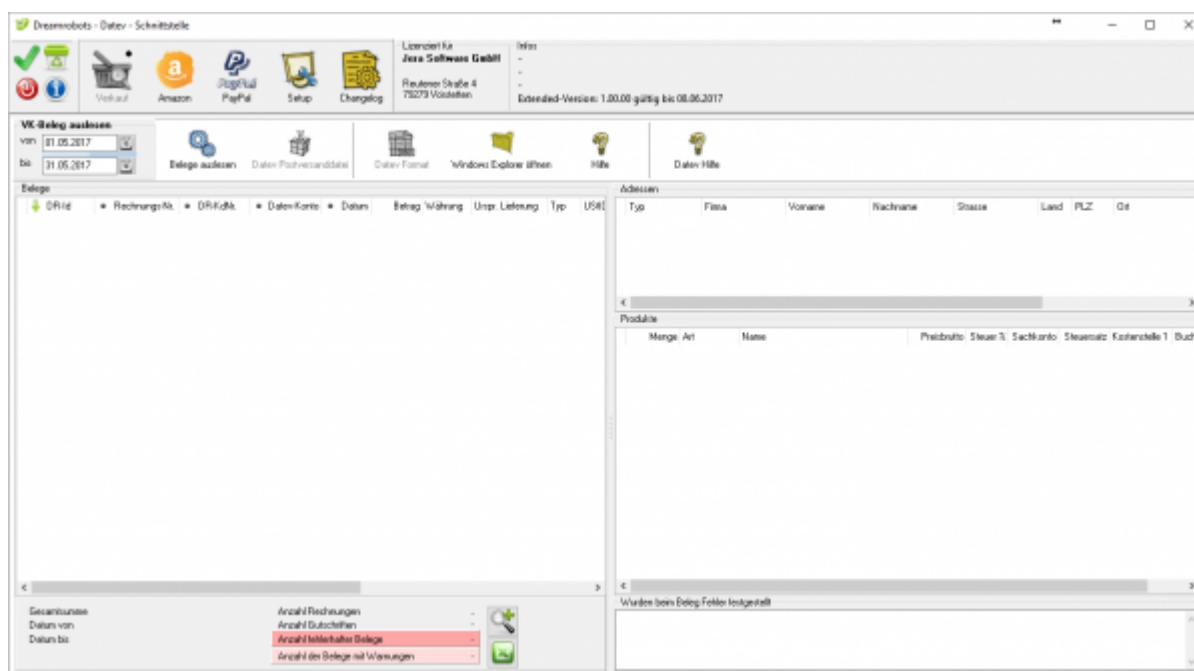 Dreamrobots - Datev - Schnittstelle
Verkauf
Amazon
PayPal
PayPal
Setup
Changelog
Lizenziert für
Jera Software GmbH
Reutener Straße 4
79279 Vörstetten
Infos
-
-
-
Extended-Version: 1.00.00 gültig bis 08.06.2017
VK-Beleg auslesen
von 01.05.2017
bis 31.05.2017
Belege auslesen
Datev Postversanddatei
Datev Format
Windows Explorer öffnen
Hilfe
Datev Hilfe
Belege
DR-Id Rechnungs-Nr. DR-KdNr. Datev-Konto Datum Betrag Währung Urspr. Lieferung Typ
Adressen
Typ Firma Vorname Nachname Strasse Land PLZ Ort
Produkte
Menge Art Name Preisbrutto Steuer % Sachkonto Steuersatz Kostenstelle 1 Buch
Gesamtsumme
Datum von
Datum bis
Anzahl Rechnungen -
Anzahl Gutschriften -
Anzahl fehlerhafter Belege -
Anzahl der Belege mit Warnungen -
Wurden beim Beleg Fehler festgestellt